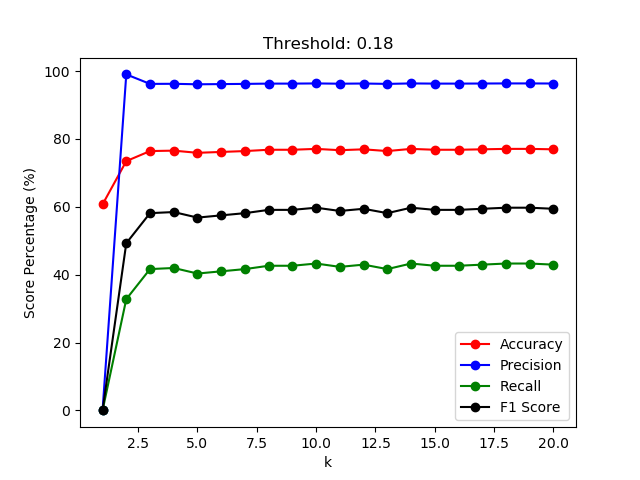 Threshold: 0.18
Score Percentage (%)
100
80
60
40
20
0
2.5 5.0 7.5 10.0 12.5 15.0 17.5 20.0
k
Accuracy
Precision
Recall
F1 Score